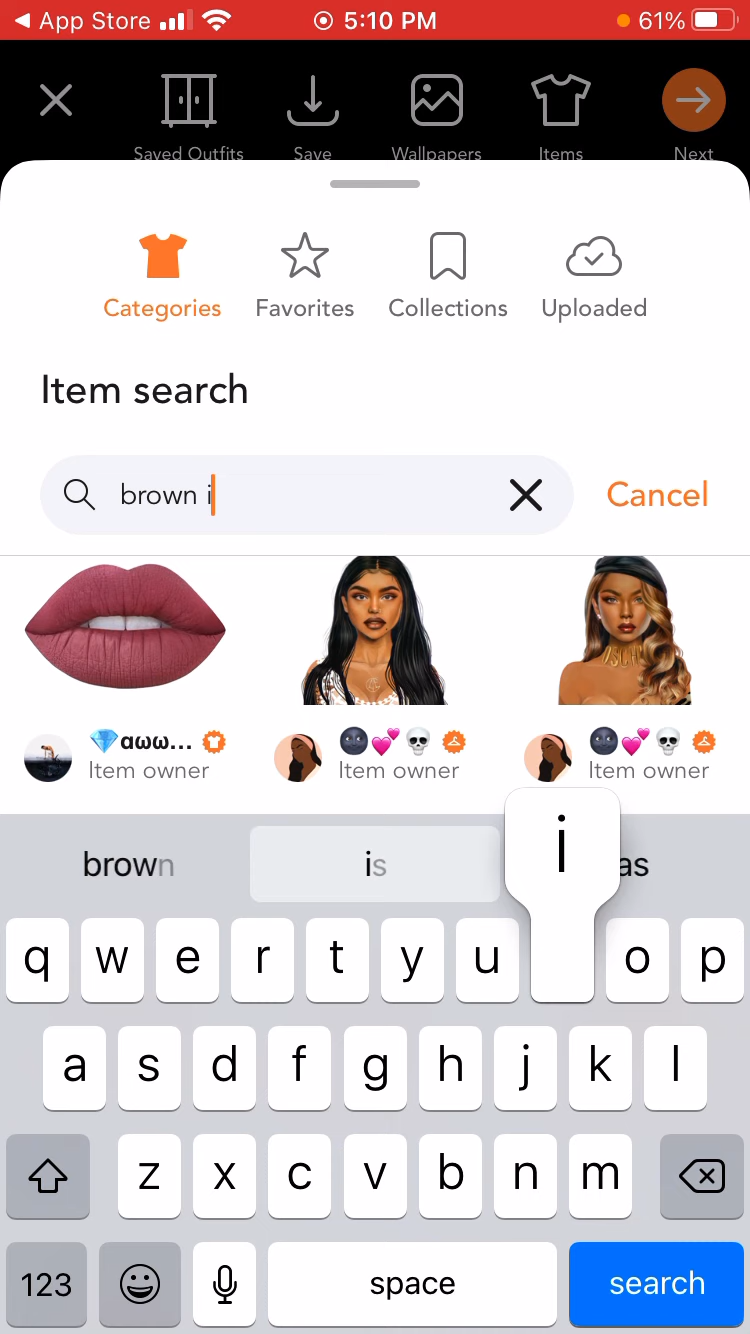 App Store 5:10 PM 61%
Saved Outfits Save Wallpapers Items Next
Categories Favorites Collections Uploaded
Item search
brown i Cancel
ɑωω...
Item owner Item owner Item owner
brown is as
i
q w e r t y u o p
a s d f g h j k l
z x c v b n m
123 space search